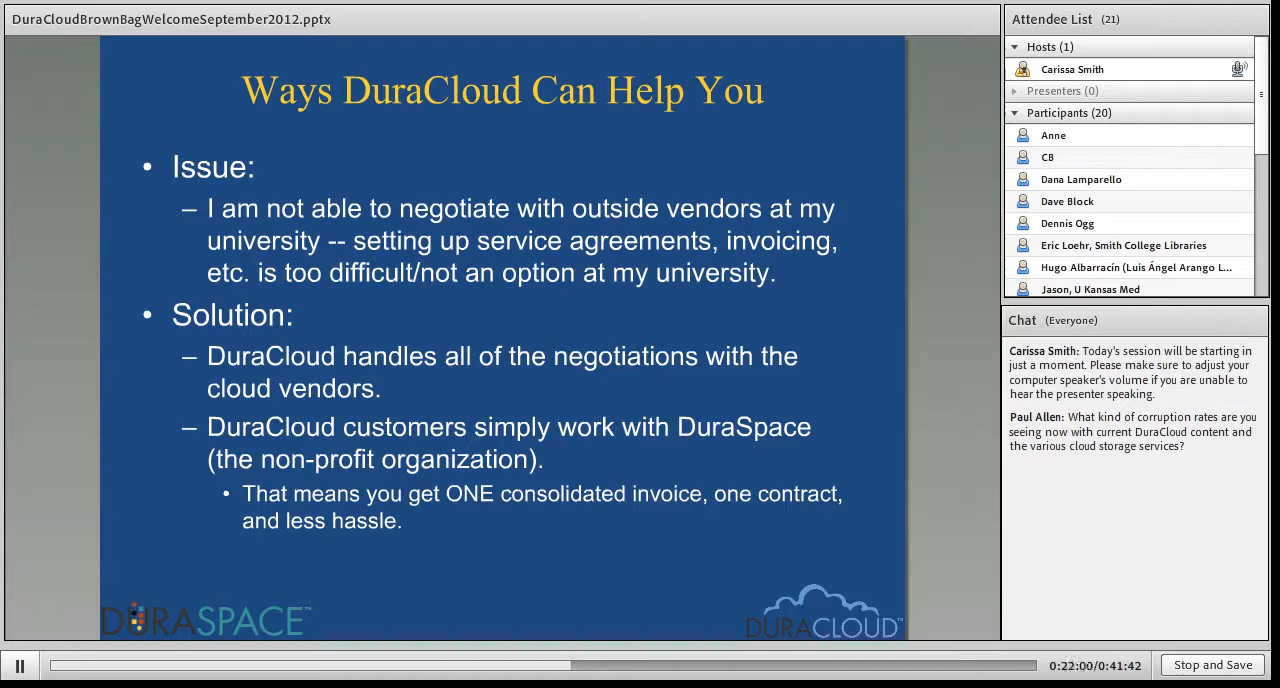 DuraCloudBrownBagWelcomeSeptember2012.pptx
Ways DuraCloud Can Help You
• Issue:
– I am not able to negotiate with outside vendors at my
university -- setting up service agreements, invoicing,
etc. is too difficult/not an option at my university.
• Solution:
– DuraCloud handles all of the negotiations with the
cloud vendors.
– DuraCloud customers simply work with DuraSpace
(the non-profit organization).
• That means you get ONE consolidated invoice, one contract,
and less hassle.
DURASPACE™
DURACLOUD™
Attendee List (21)
Hosts (1)
Carissa Smith
Presenters (0)
Participants (20)
Anne
CB
Dana Lamparello
Dave Block
Dennis Ogg
Eric Loehr, Smith College Libraries
Hugo Albarracín (Luis Ángel Arango L...
Jason, U Kansas Med
Chat (Everyone)
Carissa Smith: Today's session will be starting in
just a moment. Please make sure to adjust your
computer speaker's volume if you are unable to
hear the presenter speaking.
Paul Allen: What kind of corruption rates are you
seeing now with current DuraCloud content and
the various cloud storage services?
0:22:00/0:41:42
Stop and Save